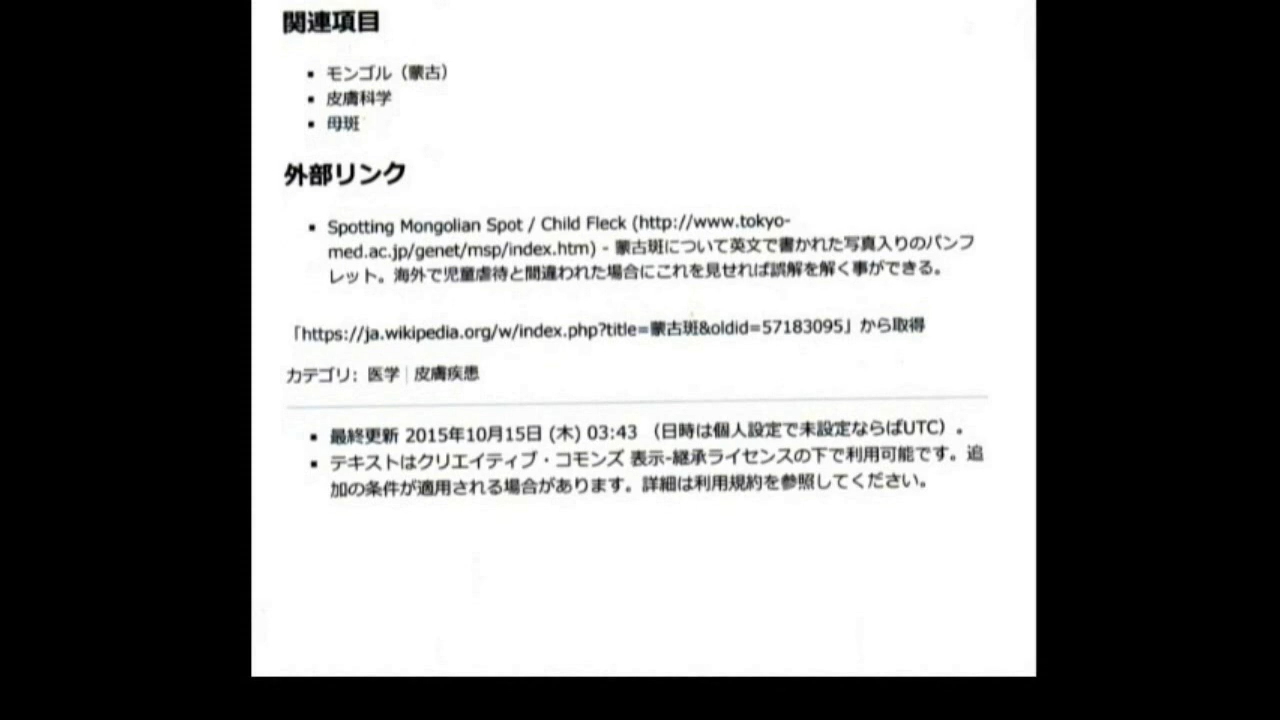 関連項目
▪ モンゴル（蒙古）
▪ 皮膚科学
▪ 母斑
外部リンク
▪ Spotting Mongolian Spot / Child Fleck (http://www.tokyo-
med.ac.jp/genet/msp/index.htm) - 蒙古斑について英文で書かれた写真入りのパンフ
レット。海外で児童虐待と間違われた場合にこれを見せれば誤解を解く事ができる。
「https://ja.wikipedia.org/w/index.php?title=蒙古斑&oldid=57183095」から取得
カテゴリ: 医学 | 皮膚疾患
▪ 最終更新 2015年10月15日 (木) 03:43 （日時は個人設定で未設定ならばUTC）。
▪ テキストはクリエイティブ・コモンズ 表示-継承ライセンスの下で利用可能です。追
加の条件が適用される場合があります。詳細は利用規約を参照してください。